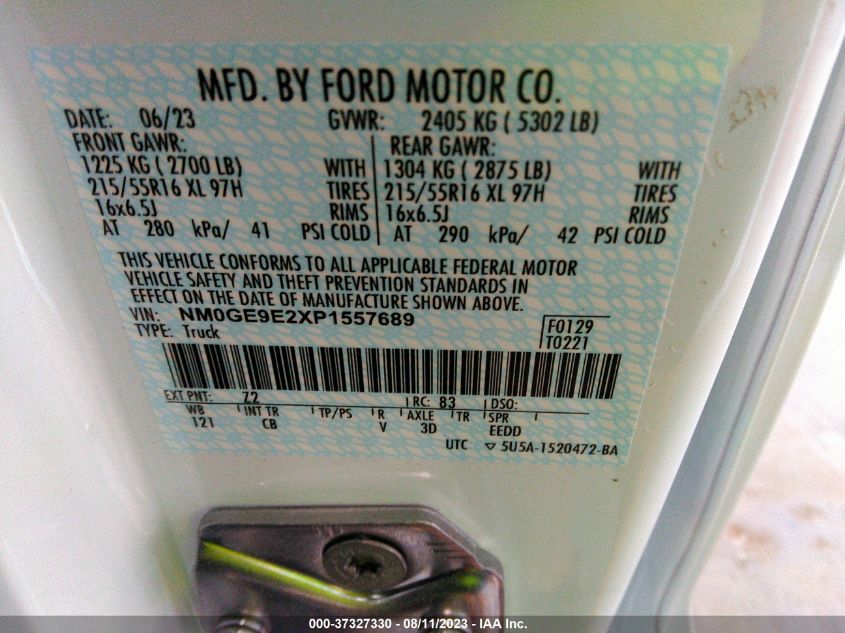 MFD. BY FORD MOTOR CO.
DATE: 06/23 GVWR: 2405 KG ( 5302 LB)
FRONT GAWR: REAR GAWR:
1225 KG ( 2700 LB) WITH 1304 KG ( 2875 LB) WITH
215/55R16 XL 97H TIRES 215/55R16 XL 97H TIRES
16x6.5J RIMS 16x6.5J RIMS
AT 280 kPa/ 41 PSI COLD AT 290 kPa/ 42 PSI COLD
THIS VEHICLE CONFORMS TO ALL APPLICABLE FEDERAL MOTOR
VEHICLE SAFETY AND THEFT PREVENTION STANDARDS IN
EFFECT ON THE DATE OF MANUFACTURE SHOWN ABOVE.
VIN: NM0GE9E2XP1557689 F0129
TYPE: Truck T0221
EXT PNT: Z2 RC: 83 DSO:
WB INT TR TP/PS R AXLE TR SPR
121 CB V 3D EEDD
UTC ▽ 5U5A-1520472-BA
000-37327330 - 08/11/2023 - IAA Inc.